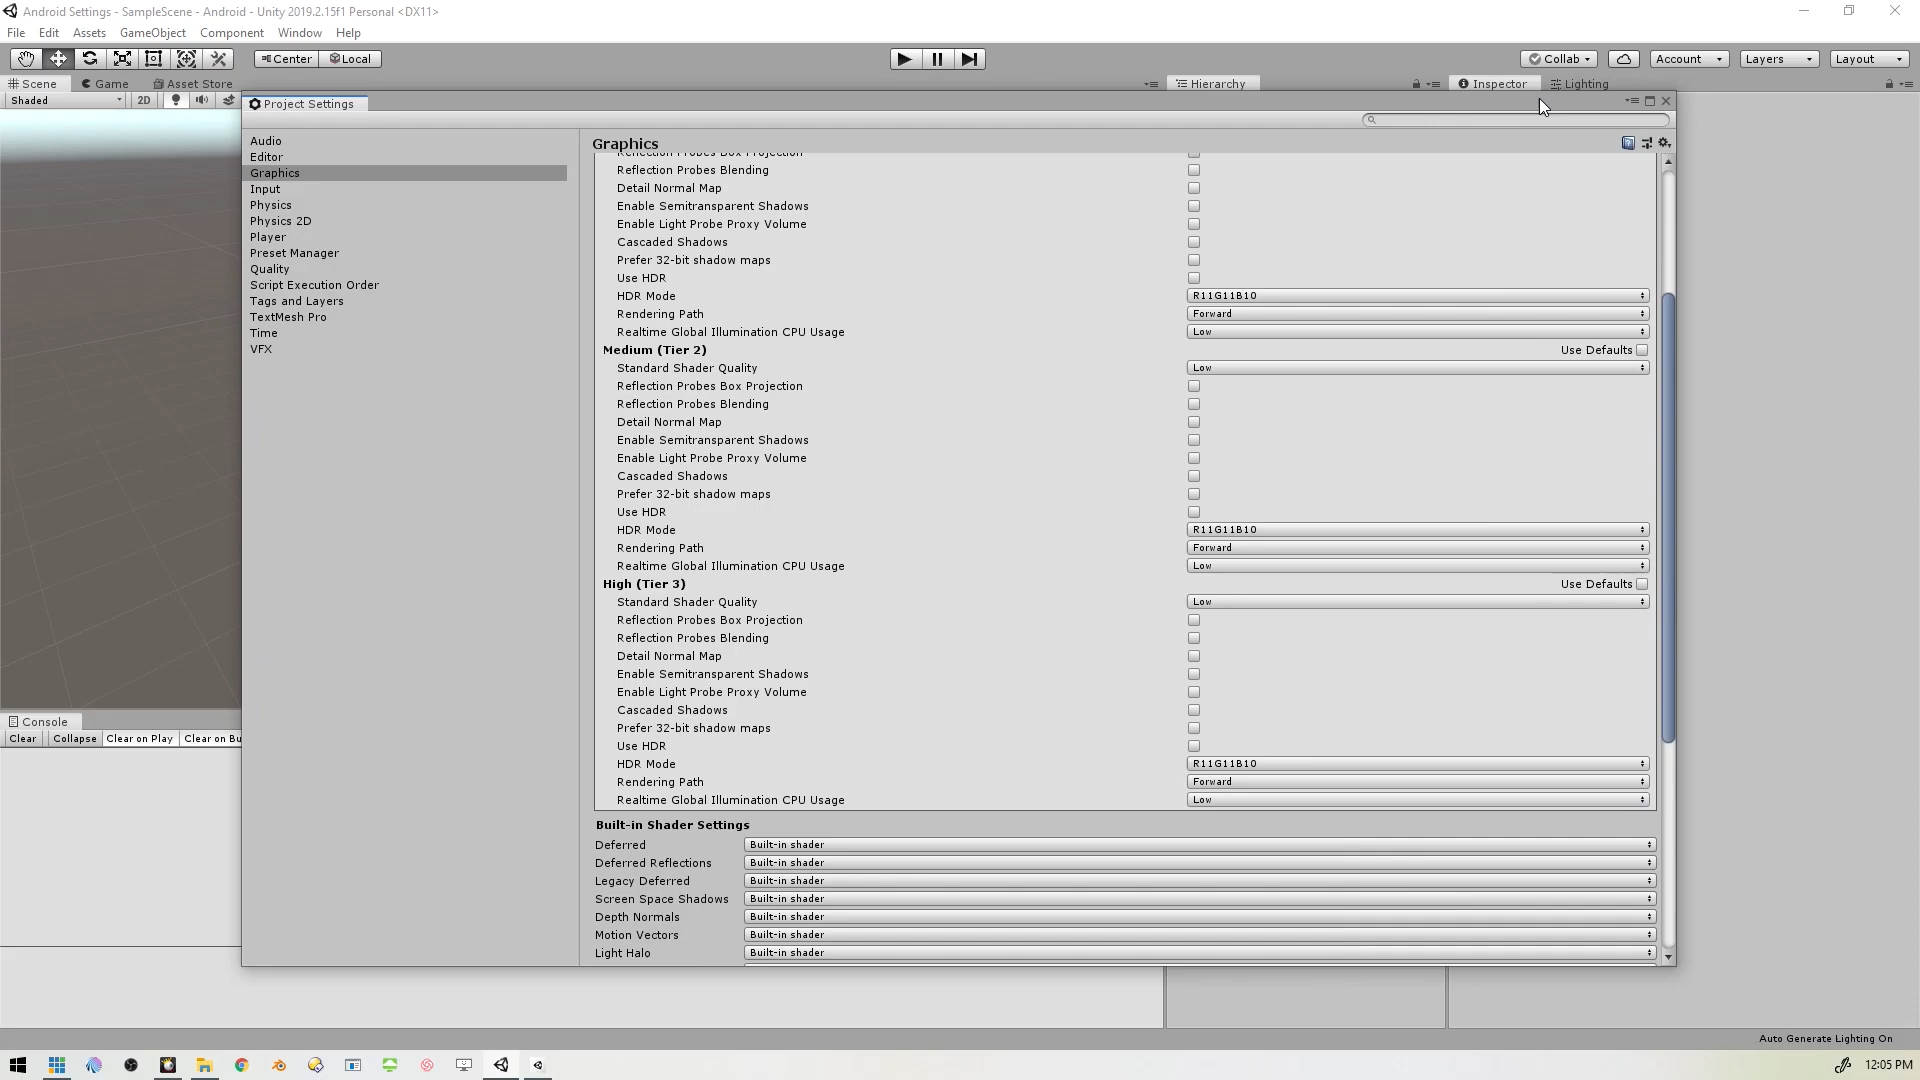 Android Settings - SampleScene - Android - Unity 2019.2.15f1 Personal <DX11>
File Edit Assets GameObject Component Window Help
Center Local Collab Account Layers Layout
Scene Game Asset Store Hierarchy Inspector Lighting
Shaded 2D
Project Settings
Audio
Editor
Graphics
Input
Physics
Physics 2D
Player
Preset Manager
Quality
Script Execution Order
Tags and Layers
TextMesh Pro
Time
VFX
Graphics
Reflection Probes Box Projection
Reflection Probes Blending
Detail Normal Map
Enable Semitransparent Shadows
Enable Light Probe Proxy Volume
Cascaded Shadows
Prefer 32-bit shadow maps
Use HDR
HDR Mode R11G11B10
Rendering Path Forward
Realtime Global Illumination CPU Usage Low
Medium (Tier 2) Use Defaults
Standard Shader Quality Low
Reflection Probes Box Projection
Reflection Probes Blending
Detail Normal Map
Enable Semitransparent Shadows
Enable Light Probe Proxy Volume
Cascaded Shadows
Prefer 32-bit shadow maps
Use HDR
HDR Mode R11G11B10
Rendering Path Forward
Realtime Global Illumination CPU Usage Low
High (Tier 3) Use Defaults
Standard Shader Quality Low
Reflection Probes Box Projection
Reflection Probes Blending
Detail Normal Map
Enable Semitransparent Shadows
Enable Light Probe Proxy Volume
Cascaded Shadows
Prefer 32-bit shadow maps
Use HDR
HDR Mode R11G11B10
Rendering Path Forward
Realtime Global Illumination CPU Usage Low
Built-in Shader Settings
Deferred Built-in shader
Deferred Reflections Built-in shader
Legacy Deferred Built-in shader
Screen Space Shadows Built-in shader
Depth Normals Built-in shader
Motion Vectors Built-in shader
Light Halo Built-in shader
Console
Clear Collapse Clear on Play Clear on Bu
Auto Generate Lighting On
12:05 PM